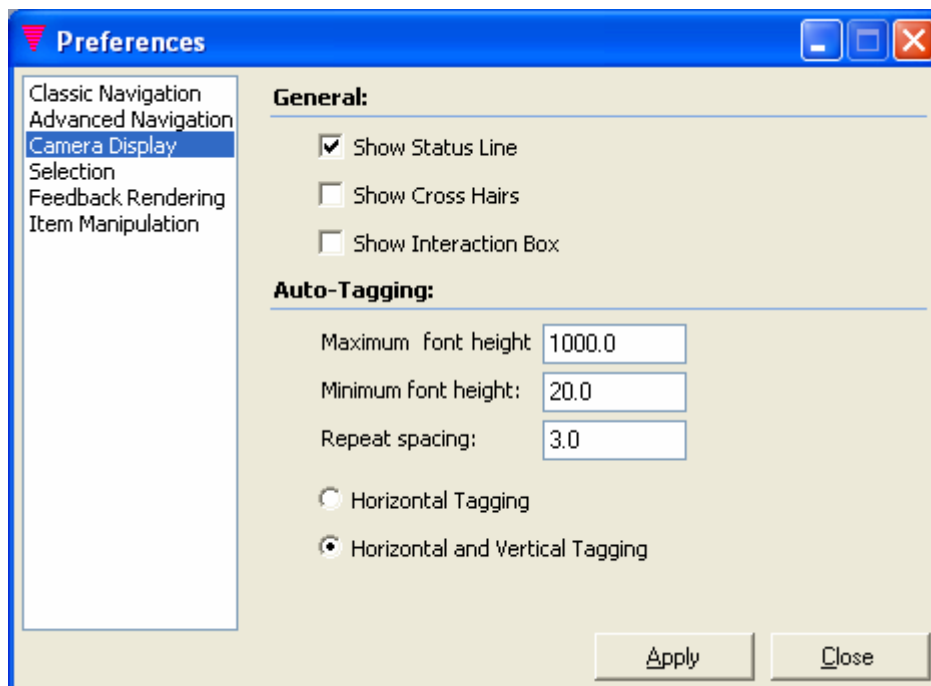 Preferences
Classic Navigation
Advanced Navigation
Camera Display
Selection
Feedback Rendering
Item Manipulation
General:
Show Status Line
Show Cross Hairs
Show Interaction Box
Auto-Tagging:
Maximum font height 1000.0
Minimum font height: 20.0
Repeat spacing: 3.0
Horizontal Tagging
Horizontal and Vertical Tagging
Apply Close